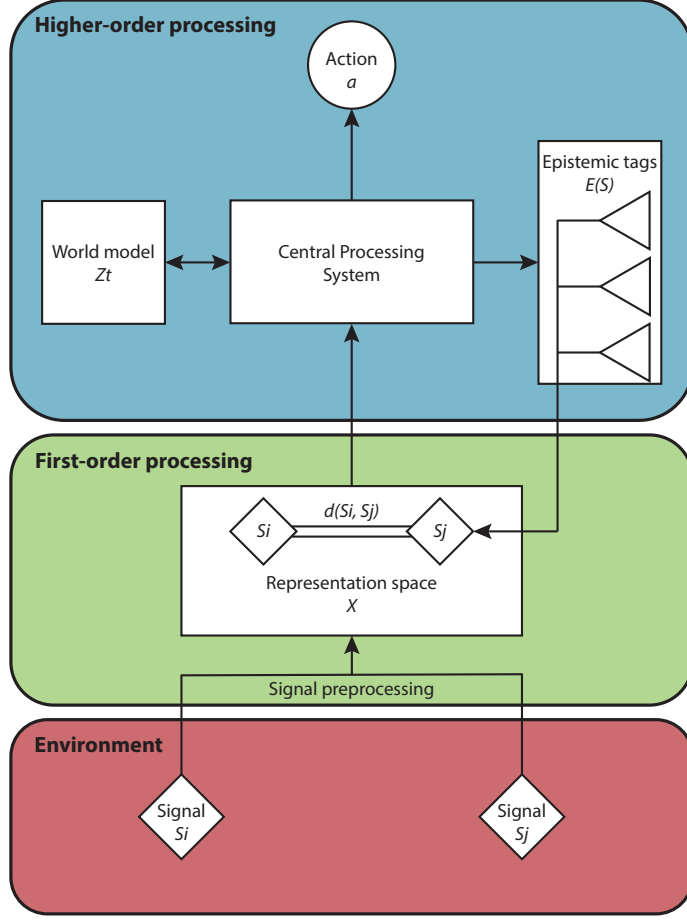 Higher-order processing
Action
a
Epistemic tags
E(S)
World model
Zt
Central Processing
System
First-order processing
d(Si, Sj)
Si
Sj
Representation space
X
Signal preprocessing
Environment
Signal
Si
Signal
Sj